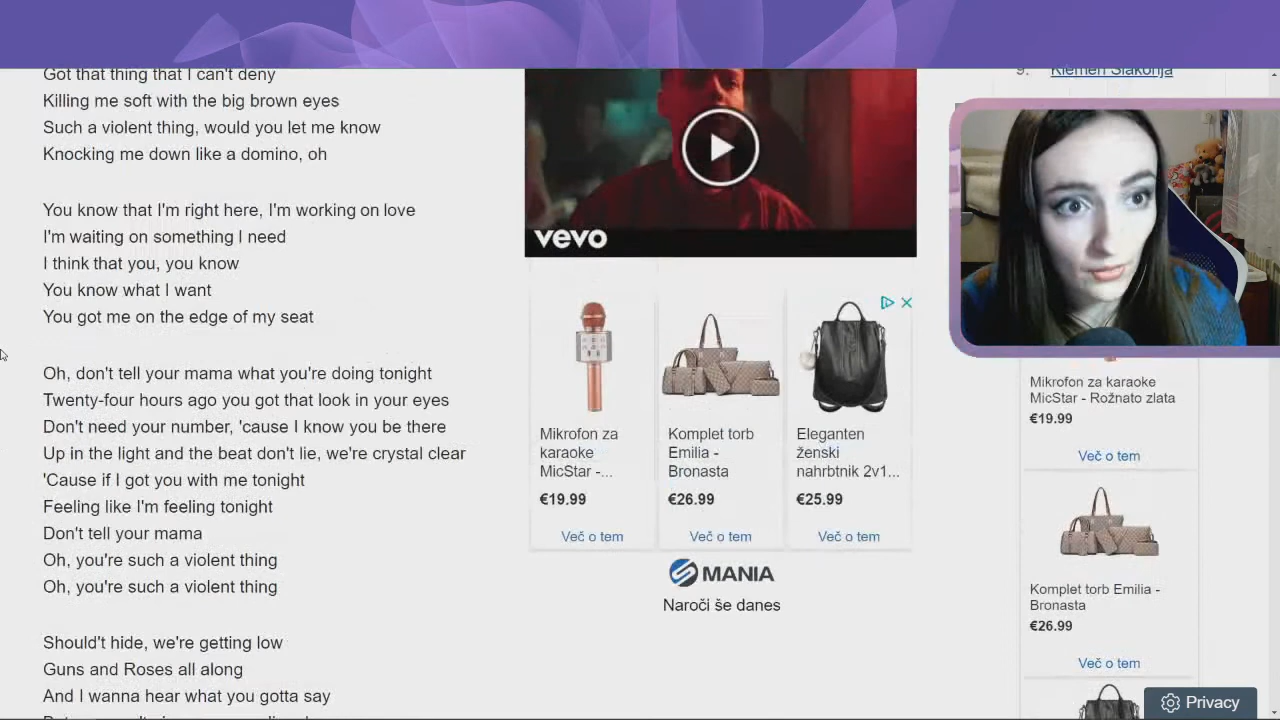 Got that thing that I can't deny
Killing me soft with the big brown eyes
Such a violent thing, would you let me know
Knocking me down like a domino, oh
You know that I'm right here, I'm working on love
I'm waiting on something I need
I think that you, you know
You know what I want
You got me on the edge of my seat
Oh, don't tell your mama what you're doing tonight
Twenty-four hours ago you got that look in your eyes
Don't need your number, 'cause I know you be there
Up in the light and the beat don't lie, we're crystal clear
'Cause if I got you with me tonight
Feeling like I'm feeling tonight
Don't tell your mama
Oh, you're such a violent thing
Oh, you're such a violent thing
Should't hide, we're getting low
Guns and Roses all along
And I wanna hear what you gotta say
vevo
Mikrofon za
karaoke
MicStar -...
€19.99
Več o tem
Komplet torb
Emilia -
Bronasta
€26.99
Več o tem
Eleganten
ženski
nahrbtnik 2v1...
€25.99
Več o tem
MANIA
Naroči še danes
9. Klemen Slakonja
Mikrofon za karaoke
MicStar - Rožnato zlata
€19.99
Več o tem
Komplet torb Emilia -
Bronasta
€26.99
Več o tem
Privacy